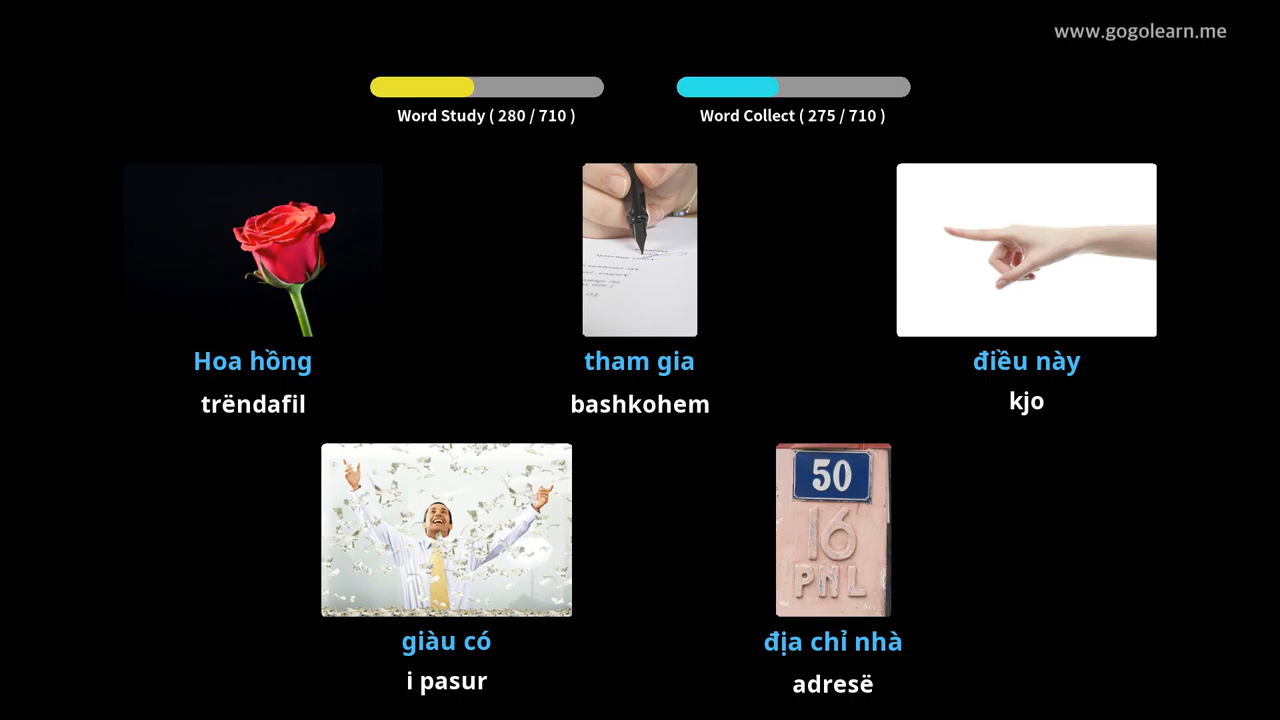 www.gogolearn.me
Word Study ( 280 / 710 )
Word Collect ( 275 / 710 )
Hoa hồng
trëndafil
tham gia
bashkohem
điều này
kjo
50
16
PNL
giàu có
i pasur
địa chỉ nhà
adresë